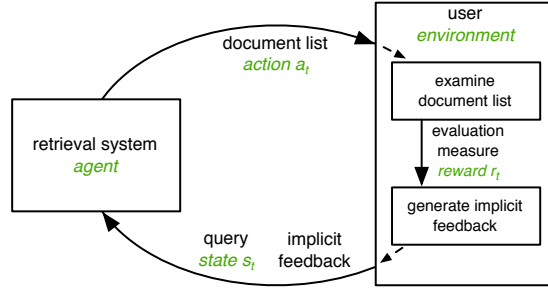 user
environment
document list
action a_t
examine
document list
retrieval system
agent
evaluation
measure
reward r_t
generate implicit
feedback
query
state s_t
implicit
feedback